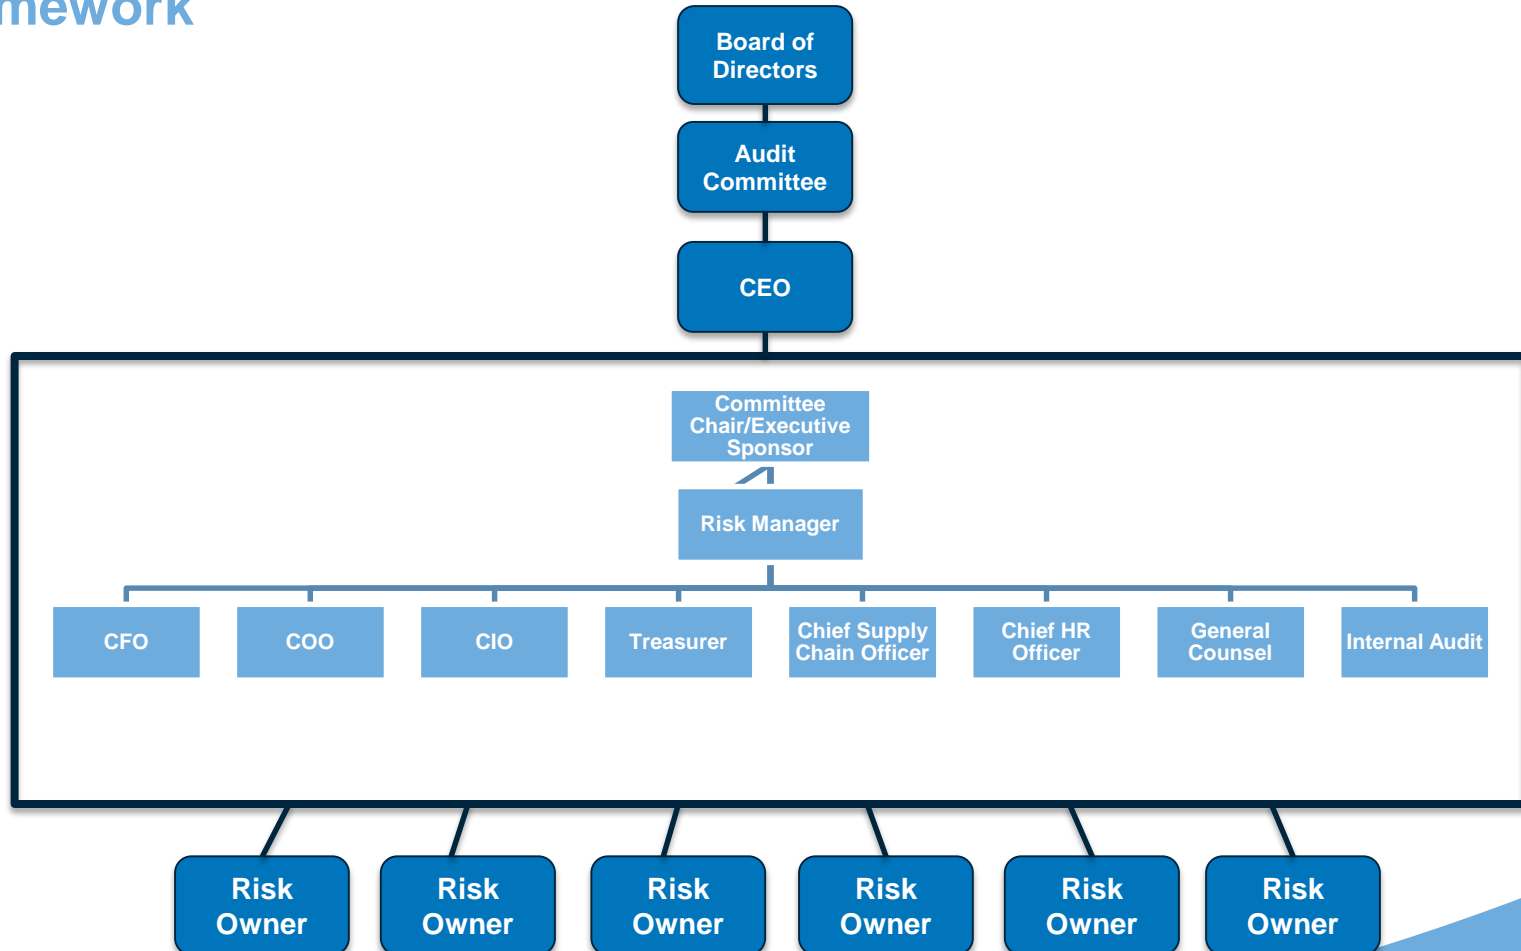 mework
Board of
Directors
Audit
Committee
CEO
Committee
Chair/Executive
Sponsor
Risk Manager
CFO
COO
CIO
Treasurer
Chief Supply
Chain Officer
Chief HR
Officer
General
Counsel
Internal Audit
Risk
Owner
Risk
Owner
Risk
Owner
Risk
Owner
Risk
Owner
Risk
Owner